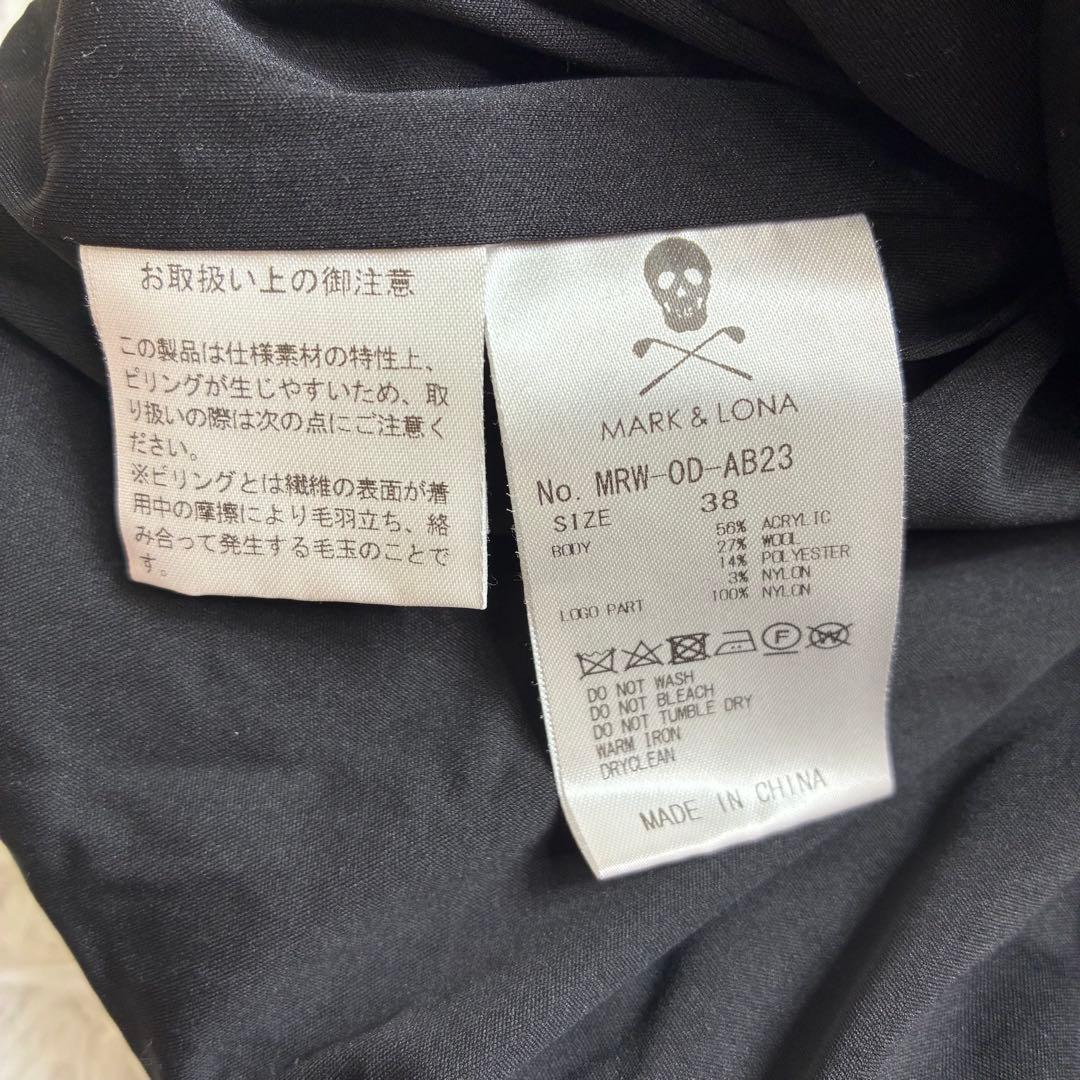 お取扱い上の御注意
この製品は仕様素材の特性上、
ピリングが生じやすいため、取
り扱いの際は次の点にご注意く
ださい。
※ピリングとは繊維の表面が着
用中の摩擦により毛羽立ち、絡
み合って発生する毛玉のことで
す。
MARK & LONA
No. MRW-OD-AB23
SIZE 38
BODY 56% ACRYLIC
27% WOOL
14% POLYESTER
3% NYLON
LOGO PART 100% NYLON
F W
DO NOT WASH
DO NOT BLEACH
DO NOT TUMBLE DRY
WARM IRON
DRYCLEAN
MADE IN CHINA